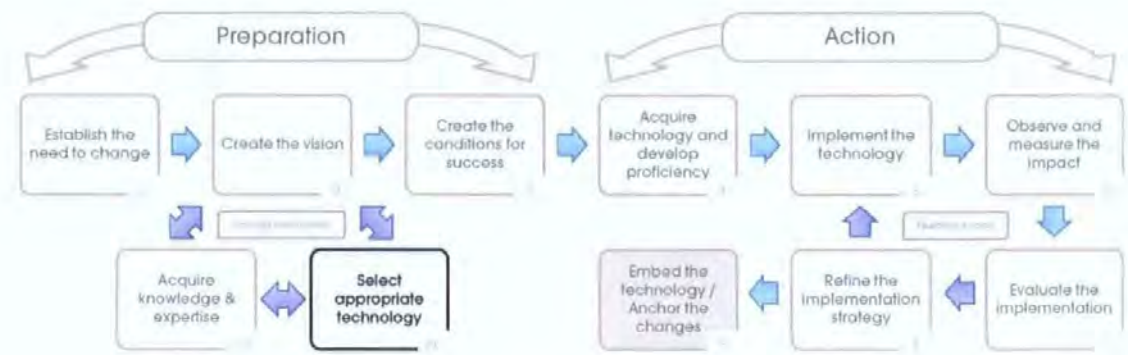 Preparation
Action
Establish the
need to change
Create the vision
Create the
conditions for
success
Acquire
technology and
develop
proficiency
Implement the
technology
Observe and
measure the
impact
Acquire
knowledge &
expertise
Select
appropriate
technology
Embed the
technology /
Anchor the
changes
Refine the
implementation
strategy
Evaluate the
implementation